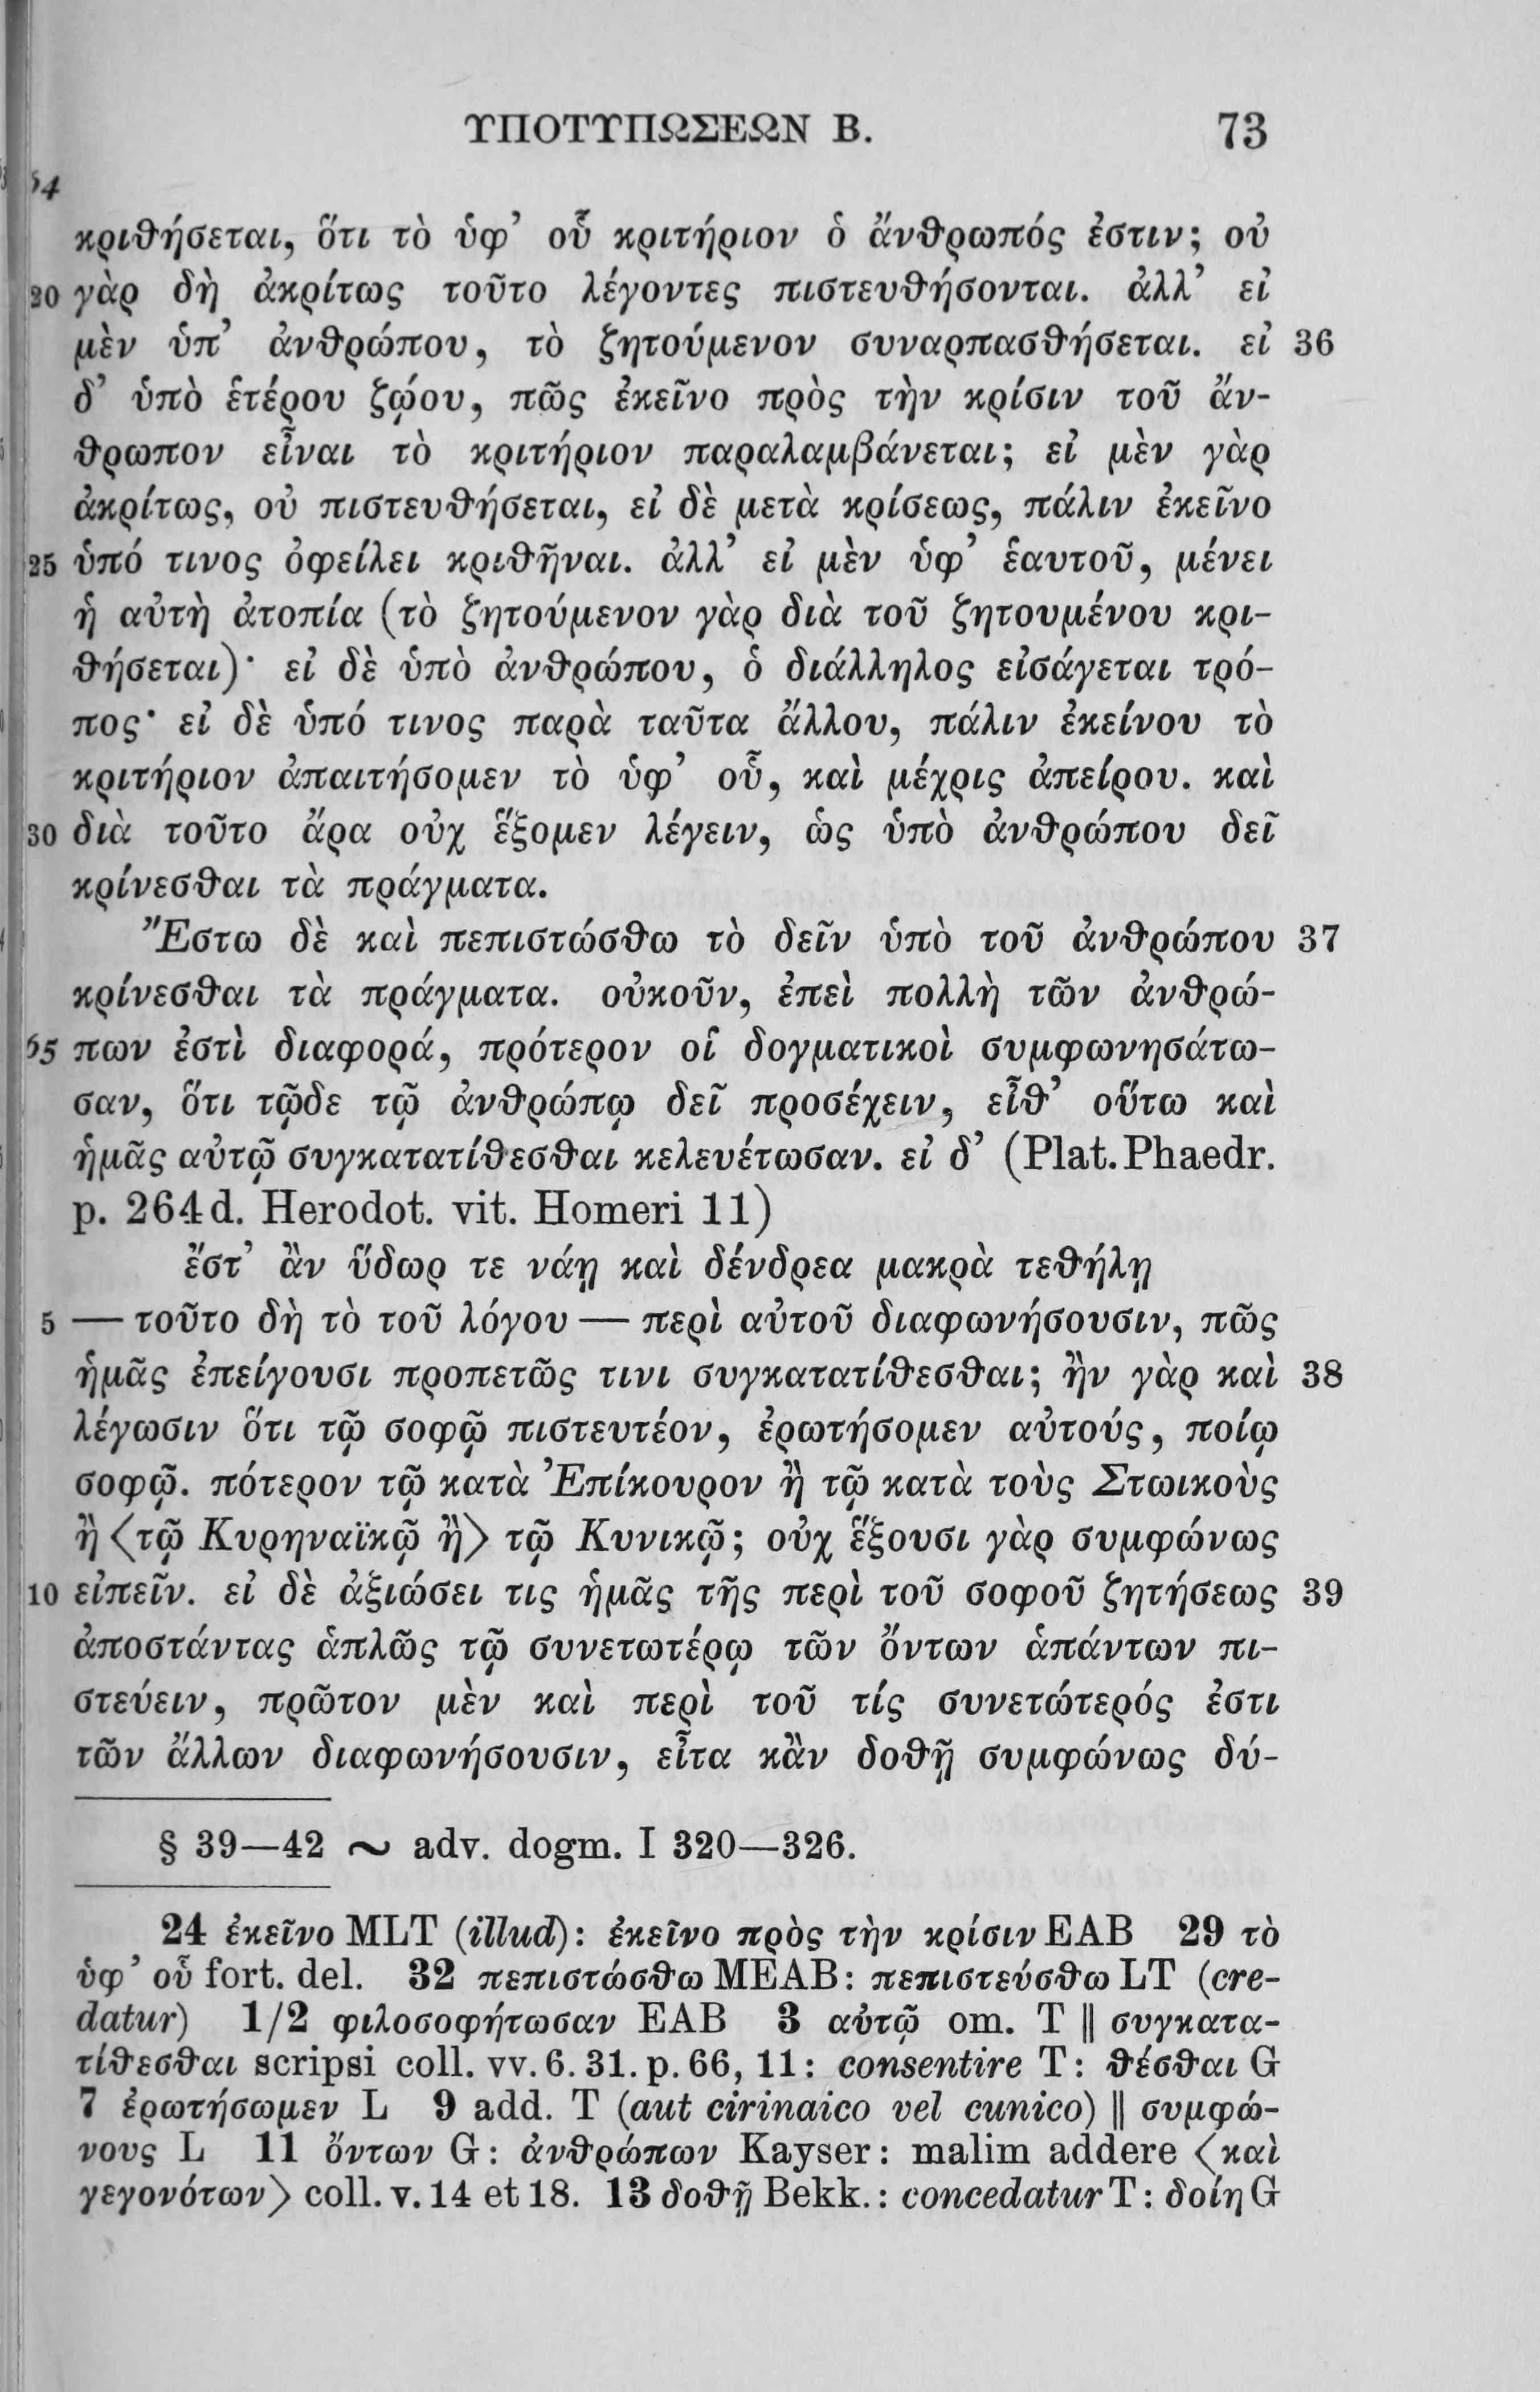 ΥΠΟΤΥΠΩΣΕΩΝ Β. 73
54
κριθήσεται, ὅτι τὸ ὑφ’ οὗ κριτήριον ὁ ἄνθρωπός ἐστιν; οὐ
20 γὰρ δὴ ἀκρίτως τοῦτο λέγοντες πιστευθήσονται. ἀλλ’ εἰ
μὲν ὑπ’ ἀνθρώπου, τὸ ζητούμενον συναρπασθήσεται. εἰ 36
δ’ ὑπὸ ἑτέρου ζῴου, πῶς ἐκεῖνο πρὸς τὴν κρίσιν τοῦ ἄν-
θρωπον εἶναι τὸ κριτήριον παραλαμβάνεται; εἰ μὲν γὰρ
ἀκρίτως, οὐ πιστευθήσεται, εἰ δὲ μετὰ κρίσεως, πάλιν ἐκεῖνο
25 ὑπό τινος ὀφείλει κριθῆναι. ἀλλ’ εἰ μὲν ὑφ’ ἑαυτοῦ, μένει
ἡ αὐτὴ ἀτοπία (τὸ ζητούμενον γὰρ διὰ τοῦ ζητουμένου κρι-
θήσεται)· εἰ δὲ ὑπὸ ἀνθρώπου, ὁ διάλληλος εἰσάγεται τρό-
πος· εἰ δὲ ὑπό τινος παρὰ ταῦτα ἄλλου, πάλιν ἐκείνου τὸ
κριτήριον ἀπαιτήσομεν τὸ ὑφ’ οὗ, καὶ μέχρις ἀπείρου. καὶ
30 διὰ τοῦτο ἄρα οὐχ ἕξομεν λέγειν, ὡς ὑπὸ ἀνθρώπου δεῖ
κρίνεσθαι τὰ πράγματα.
Ἔστω δὲ καὶ πεπιστώσθω τὸ δεῖν ὑπὸ τοῦ ἀνθρώπου 37
κρίνεσθαι τὰ πράγματα. οὐκοῦν, ἐπεὶ πολλὴ τῶν ἀνθρώ-
65 πων ἐστὶ διαφορά, πρότερον οἱ δογματικοὶ συμφωνησάτω-
σαν, ὅτι τῷδε τῷ ἀνθρώπῳ δεῖ προσέχειν, εἶθ’ οὕτω καὶ
ἡμᾶς αὐτῷ συγκατατίθεσθαι κελευέτωσαν. εἰ δ’ (Plat. Phaedr.
p. 264 d. Herodot. vit. Homeri 11)
ἔστ’ ἂν ὕδωρ τε νάῃ καὶ δένδρεα μακρὰ τεθήλῃ
5 — τοῦτο δὴ τὸ τοῦ λόγου — περὶ αὐτοῦ διαφωνήσουσιν, πῶς
ἡμᾶς ἐπείγουσι προπετῶς τινι συγκατατίθεσθαι; ἢν γὰρ καὶ 38
λέγωσιν ὅτι τῷ σοφῷ πιστευτέον, ἐρωτήσομεν αὐτούς, ποίῳ
σοφῷ. πότερον τῷ κατὰ Ἐπίκουρον ἢ τῷ κατὰ τοὺς Στωικοὺς
ἢ ⟨τῷ Κυρηναϊκῷ ἢ⟩ τῷ Κυνικῷ; οὐχ ἕξουσι γὰρ συμφώνως
10 εἰπεῖν. εἰ δὲ ἀξιώσει τις ἡμᾶς τῆς περὶ τοῦ σοφοῦ ζητήσεως 39
ἀποστάντας ἁπλῶς τῷ συνετωτέρῳ τῶν ὄντων ἁπάντων πι-
στεύειν, πρῶτον μὲν καὶ περὶ τοῦ τίς συνετώτερός ἐστι
τῶν ἄλλων διαφωνήσουσιν, εἶτα κἂν δοθῇ συμφώνως δύ-
§ 39—42 ∾ adv. dogm. I 320—326.
24 ἐκεῖνο MLT (illud): ἐκεῖνο πρὸς τὴν κρίσιν EAB 29 τὸ
ὑφ’ οὗ fort. del. 32 πεπιστώσθω MEAB: πεπιστεύσθω LT (cre-
datur) 1/2 φιλοσοφήτωσαν EAB 3 αὐτῷ om. T || συγκατα-
τίθεσθαι scripsi coll. vv. 6. 31. p. 66, 11: consentire T: θέσθαι G
7 ἐρωτήσωμεν L 9 add. T (aut cirinaico vel cunico) || συμφώ-
νους L 11 ὄντων G: ἀνθρώπων Kayser: malim addere ⟨καὶ
γεγονότων⟩ coll. v. 14 et 18. 13 δοθῇ Bekk.: concedatur T: δοίη G